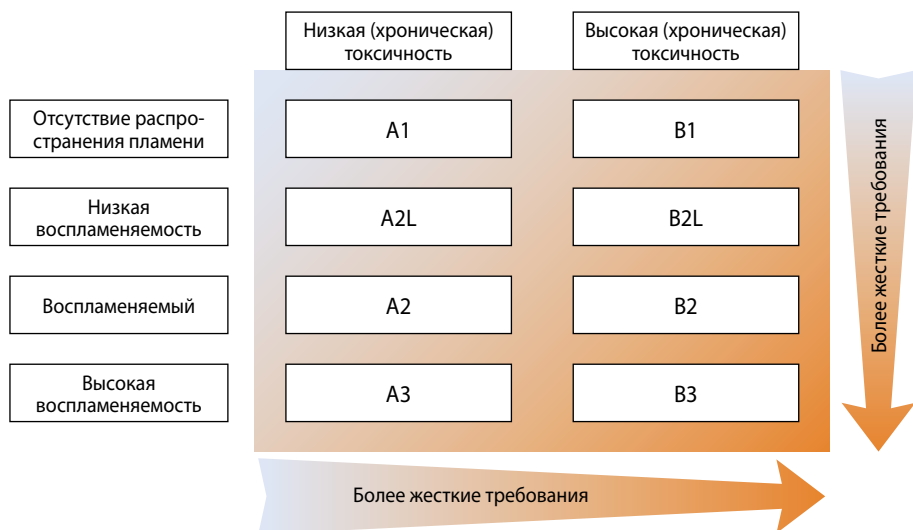 Низкая (хроническая)
токсичность
Высокая (хроническая)
токсичность
Отсутствие распро-
странения пламени
A1
B1
Низкая
воспламеняемость
A2L
B2L
Воспламеняемый
A2
B2
Высокая
воспламеняемость
A3
B3
Более жесткие требования
Более жесткие требования